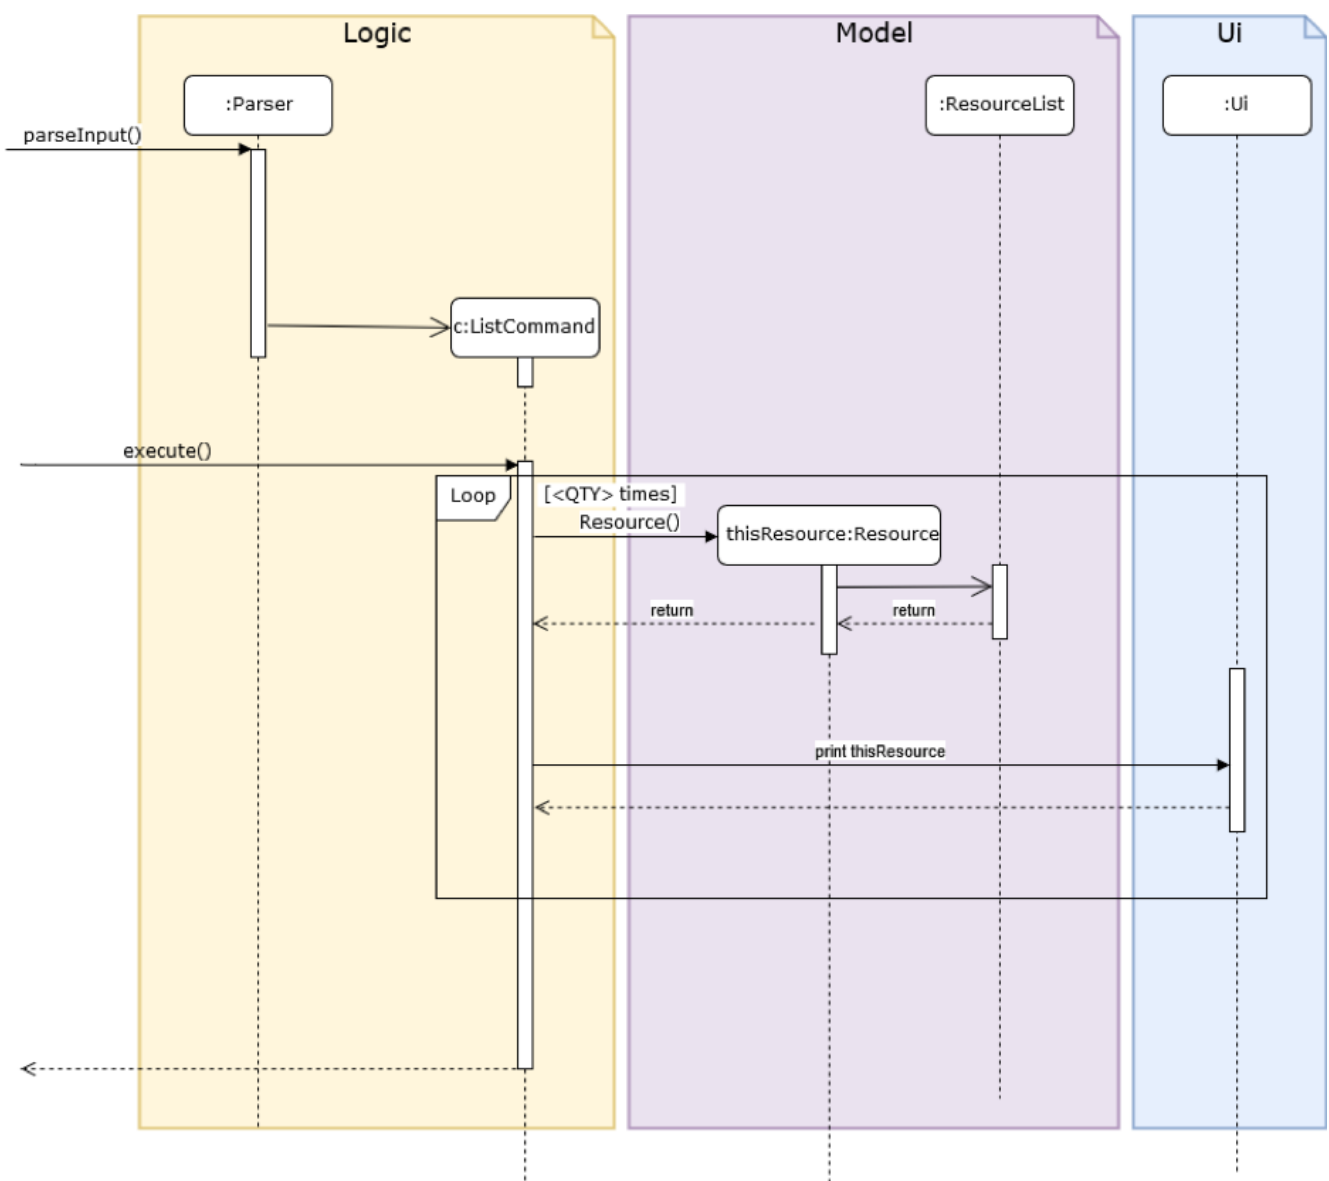 Logic
Model
Ui
:Parser
:ResourceList
:Ui
parseInput()
c:ListCommand
execute()
Loop
[<QTY> times]
Resource()
thisResource:Resource
return
return
print thisResource